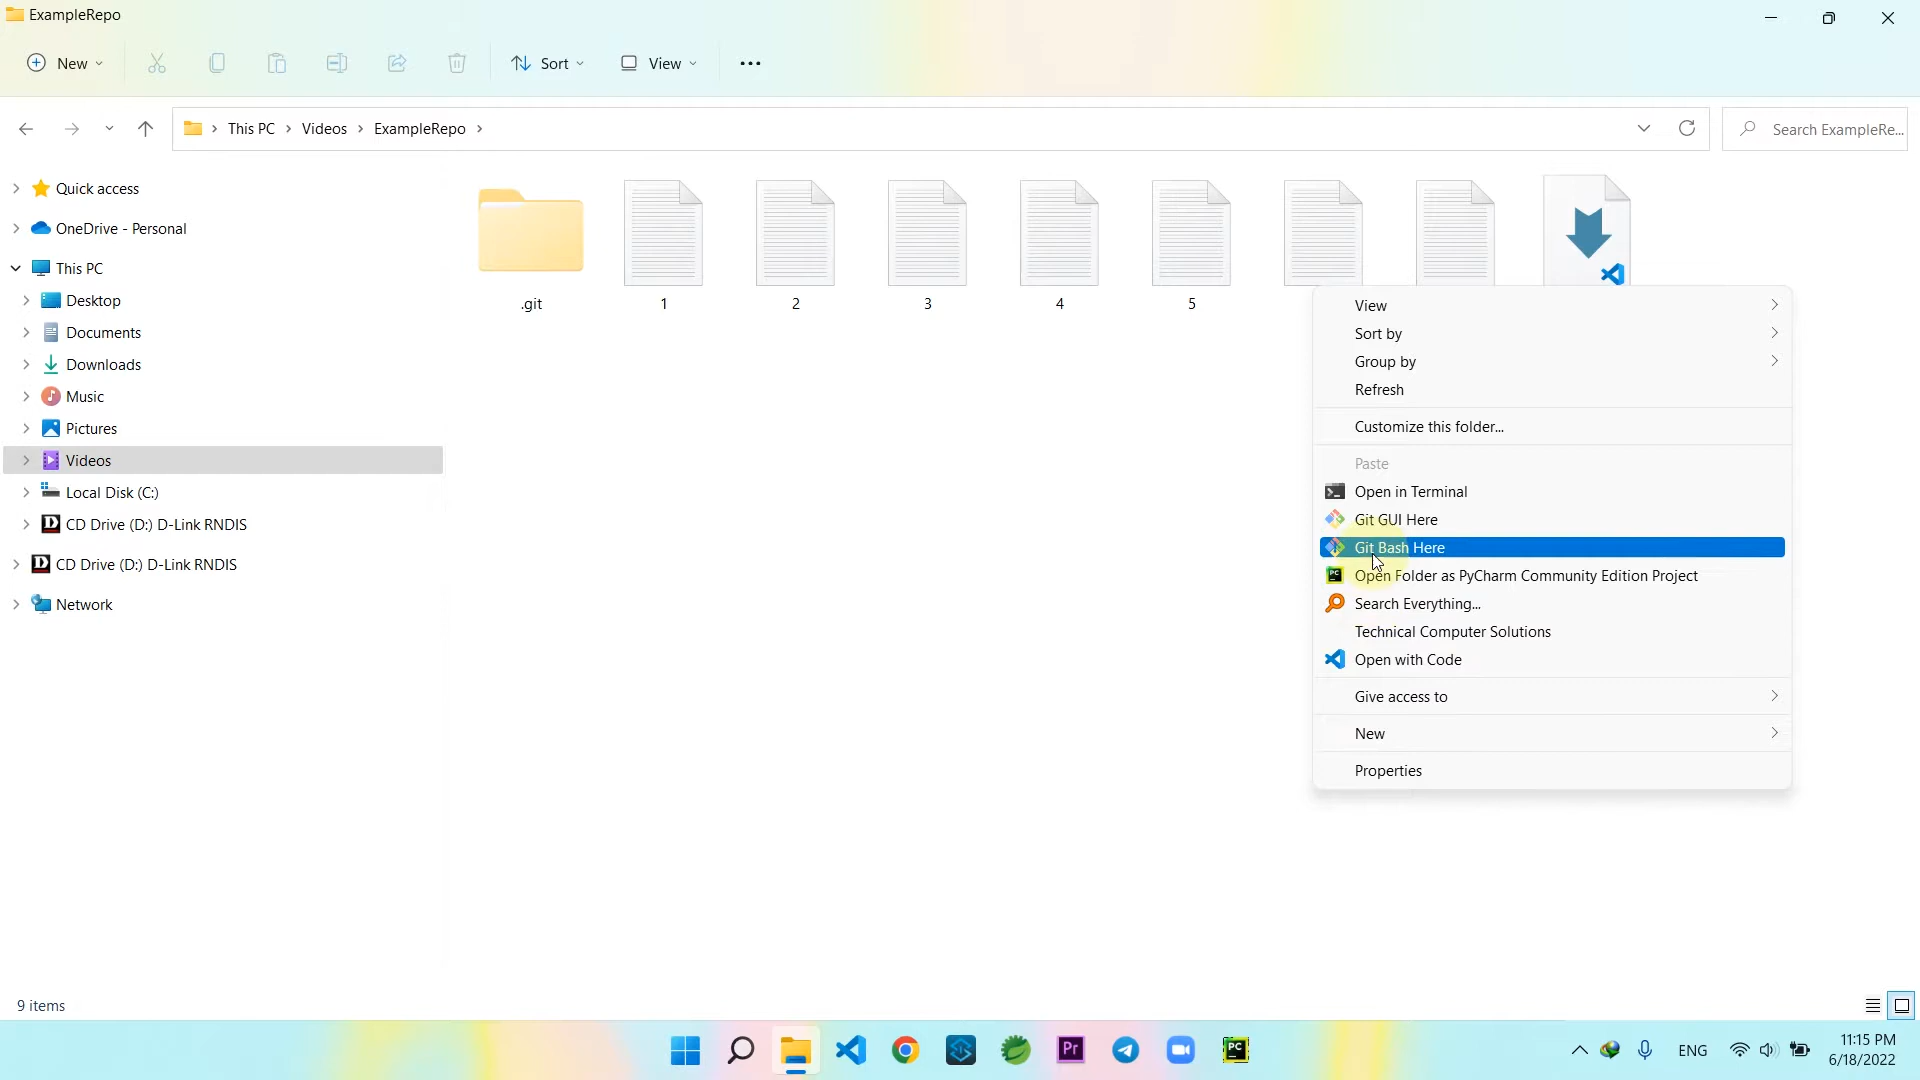 ExampleRepo
New
Sort
View
This PC
Videos
ExampleRepo
Search ExampleRe...
Quick access
OneDrive - Personal
This PC
Desktop
Documents
Downloads
Music
Pictures
Videos
Local Disk (C:)
CD Drive (D:) D-Link RNDIS
CD Drive (D:) D-Link RNDIS
Network
.git
1
2
3
4
5
View
Sort by
Group by
Refresh
Customize this folder...
Paste
Open in Terminal
Git GUI Here
Git Bash Here
Open Folder as PyCharm Community Edition Project
Search Everything...
Technical Computer Solutions
Open with Code
Give access to
New
Properties
9 items
Pr
PC
ENG
11:15 PM
6/18/2022